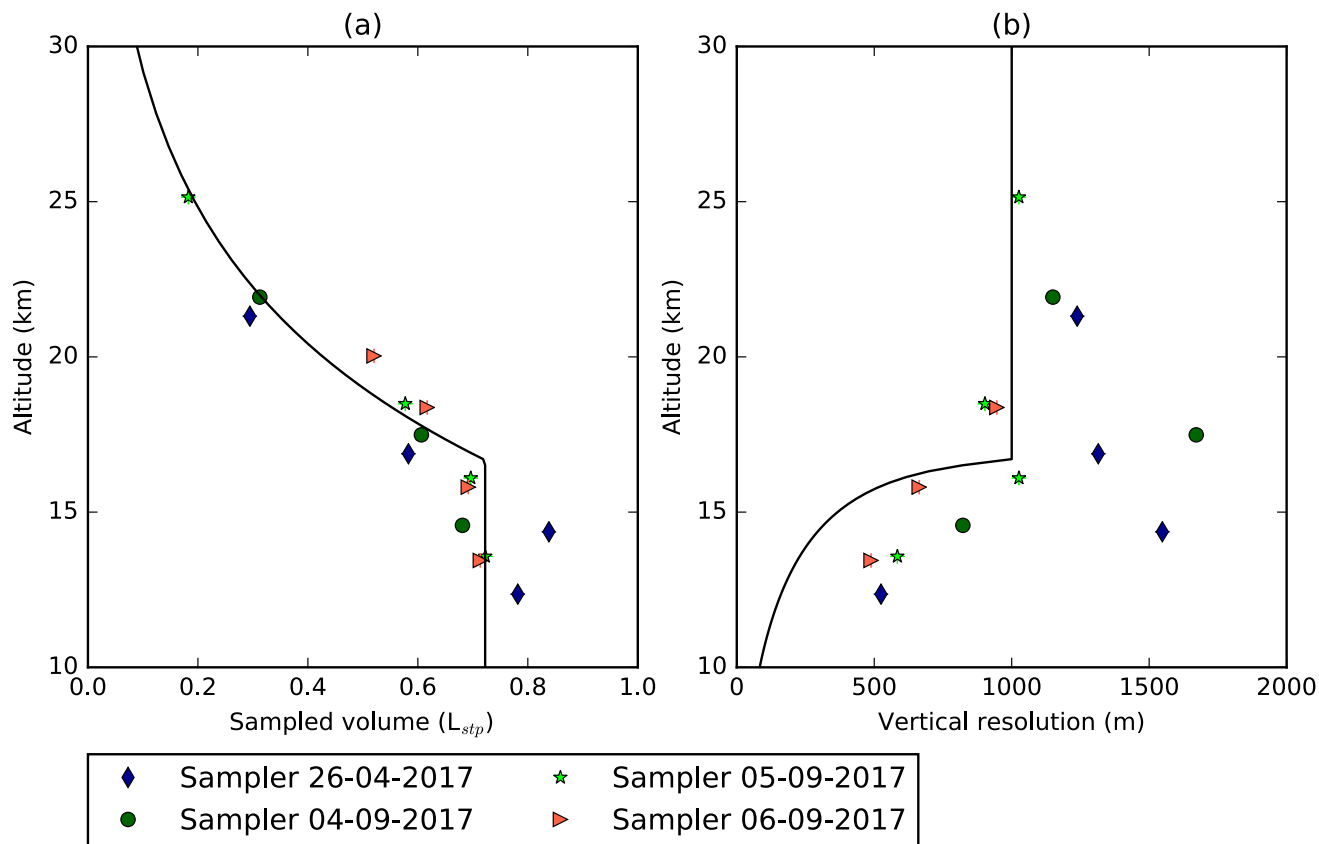 (a)
(b)
30
25
20
15
10
Altitude (km)
0.0 0.2 0.4 0.6 0.8 1.0
Sampled volume (Lstp)
30
25
20
15
10
Altitude (km)
0 500 1000 1500 2000
Vertical resolution (m)
Sampler 26-04-2017
Sampler 04-09-2017
Sampler 05-09-2017
Sampler 06-09-2017